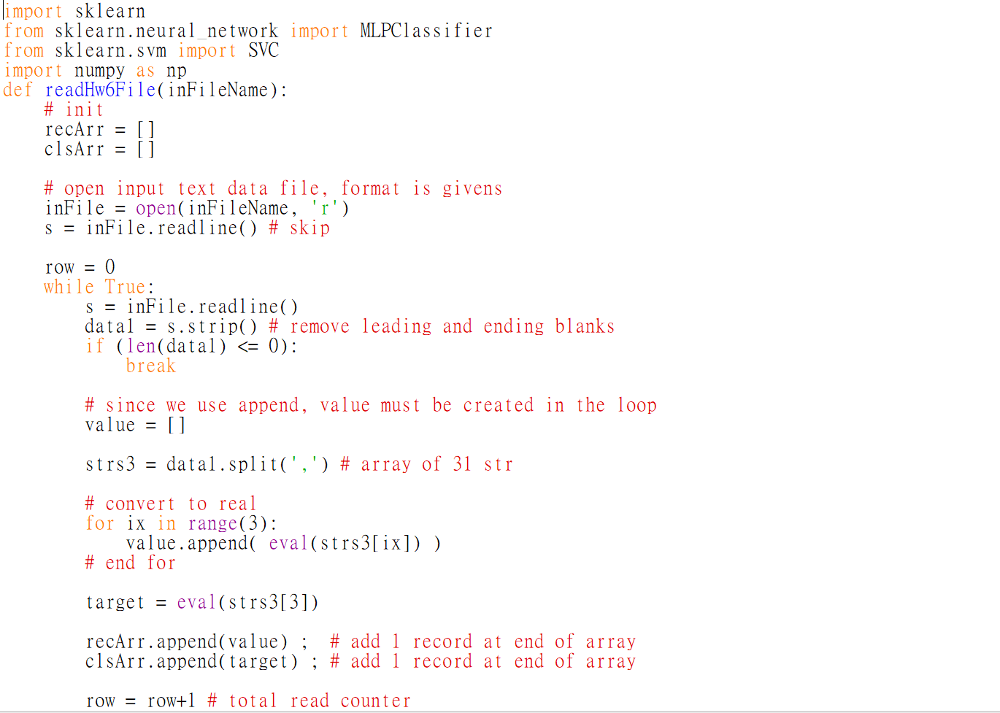 import sklearn
from sklearn.neural_network import MLPClassifier
from sklearn.svm import SVC
import numpy as np
def readHw6File(inFileName):
    # init
    recArr = []
    clsArr = []

    # open input text data file, format is givens
    inFile = open(inFileName, 'r')
    s = inFile.readline() # skip

    row = 0
    while True:
        s = inFile.readline()
        data1 = s.strip() # remove leading and ending blanks
        if (len(data1) <= 0):
            break

        # since we use append, value must be created in the loop
        value = []

        strs3 = data1.split(',') # array of 31 str

        # convert to real
        for ix in range(3):
            value.append( eval(strs3[ix]) )
        # end for

        target = eval(strs3[3])

        recArr.append(value) ;  # add 1 record at end of array
        clsArr.append(target) ; # add 1 record at end of array

        row = row+1 # total read counter